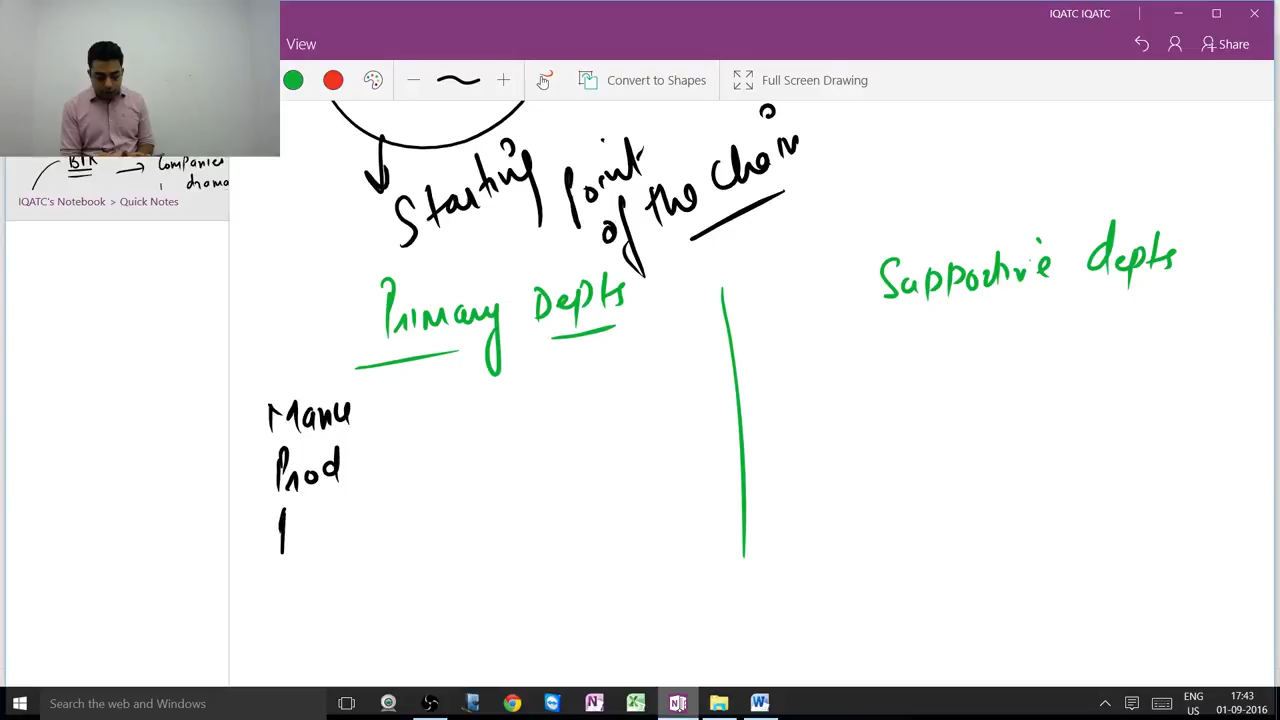 IQATC IQATC
View
Share
Convert to Shapes
Full Screen Drawing
BPR → Companies
drama
IQATC's Notebook > Quick Notes
Starting point
of the chain
Primary Depts
Supportive depts
Manu
Prod
Search the web and Windows
ENG
US
17:43
01-09-2016